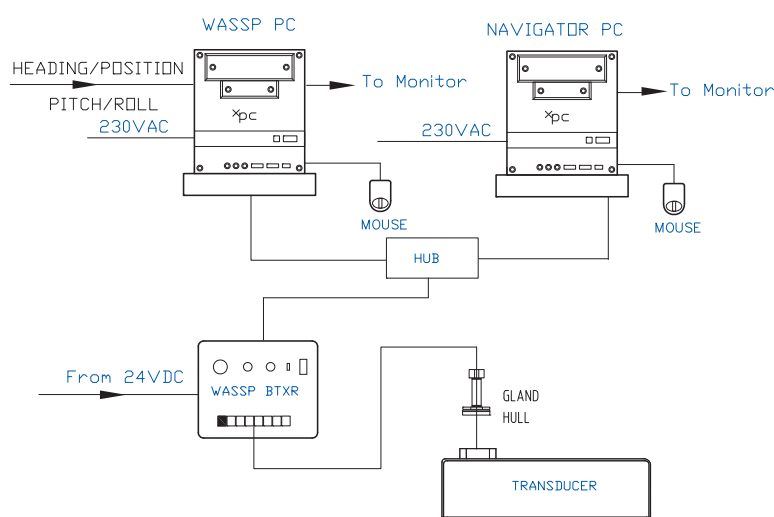 WASSP PC
NAVIGATOR PC
HEADING/POSITION
To Monitor
To Monitor
PITCH/ROLL
xpc
xpc
230VAC
230VAC
MOUSE
MOUSE
HUB
From 24VDC
WASSP BTXR
GLAND
HULL
TRANSDUCER